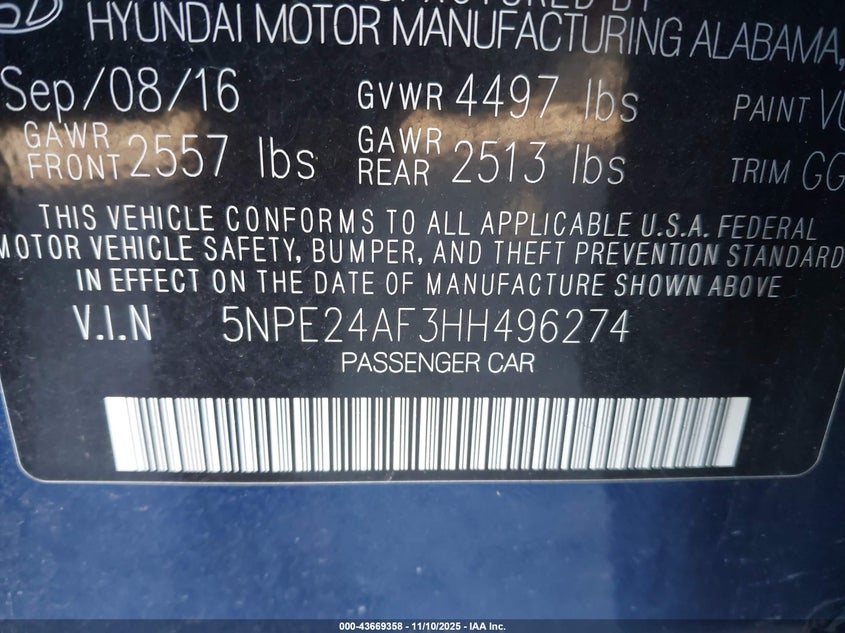 HYUNDAI MOTOR MANUFACTURING ALABAMA,
Sep/08/16 GVWR 4497 lbs PAINT
GAWR FRONT 2557 lbs GAWR REAR 2513 lbs TRIM GG
THIS VEHICLE CONFORMS TO ALL APPLICABLE U.S.A. FEDERAL
MOTOR VEHICLE SAFETY, BUMPER, AND THEFT PREVENTION STANDARD
IN EFFECT ON THE DATE OF MANUFACTURE SHOWN ABOVE
V.I.N 5NPE24AF3HH496274
PASSENGER CAR
000-43669358 - 11/10/2025 - IAA Inc.